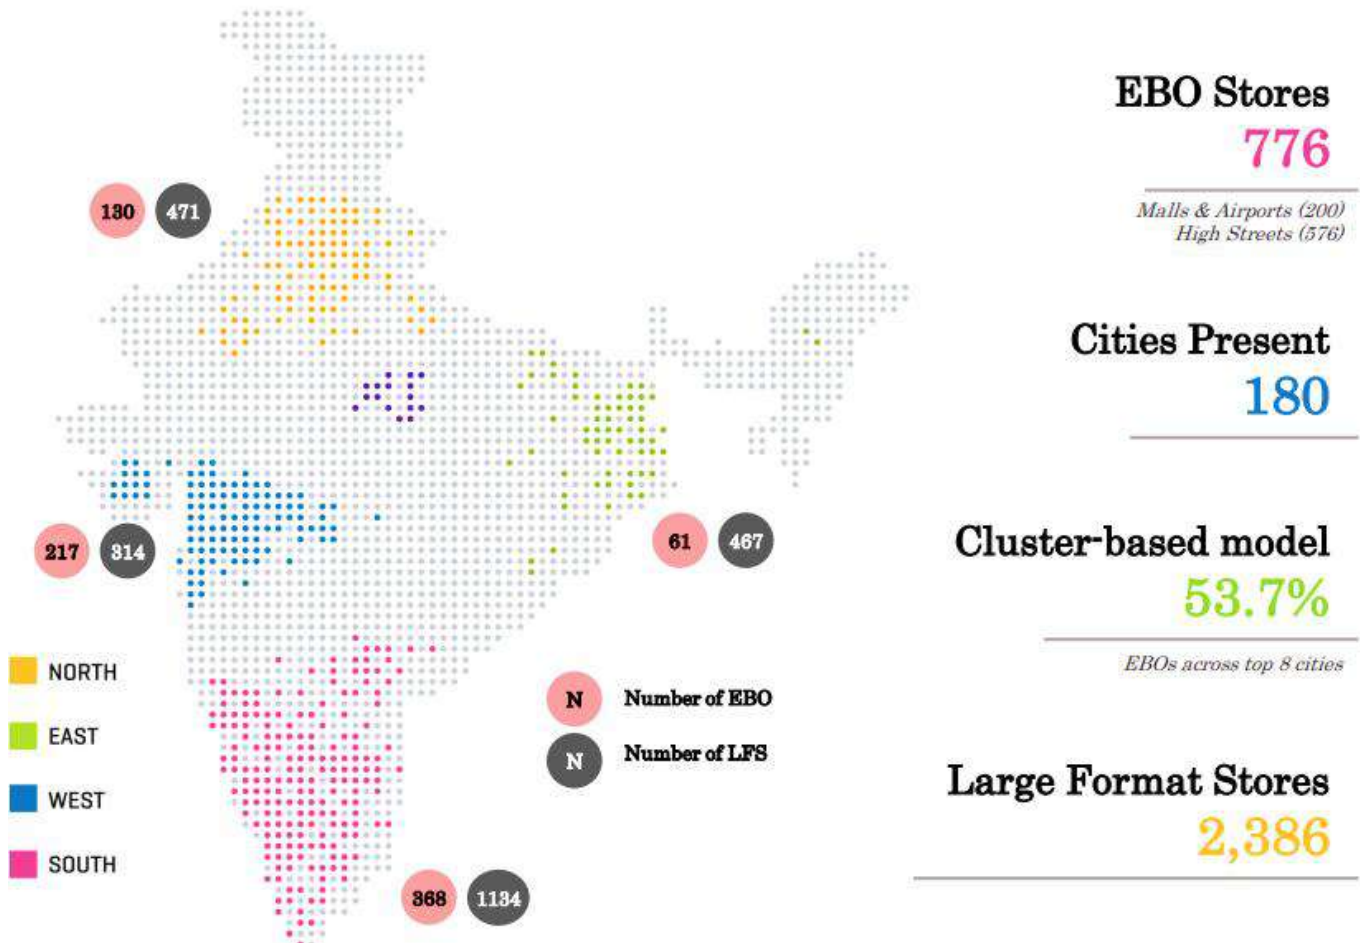 EBO Stores
776
Malls & Airports (200)
High Streets (576)
130 471
Cities Present
180
217 314
61 467
Cluster-based model
53.7%
EBOs across top 8 cities
NORTH
EAST
WEST
SOUTH
N Number of EBO
N Number of LFS
Large Format Stores
2,386
368 1134